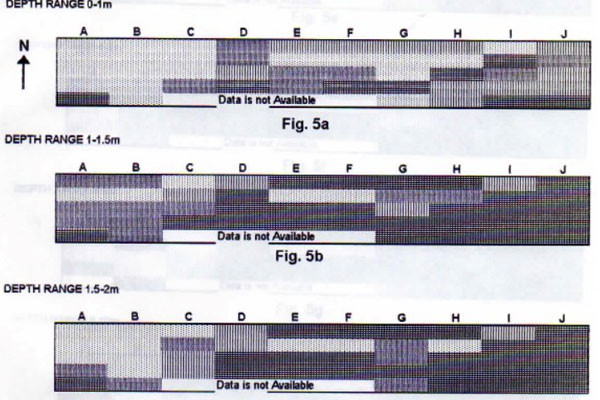 DEPTH RANGE 0-1m
A B C D E F G H I J
N
Data is not Available
Fig. 5a
DEPTH RANGE 1-1.5m
A B C D E F G H I J
Data is not Available
Fig. 5b
DEPTH RANGE 1.5-2m
A B C D E F G H I J
Data is not Available